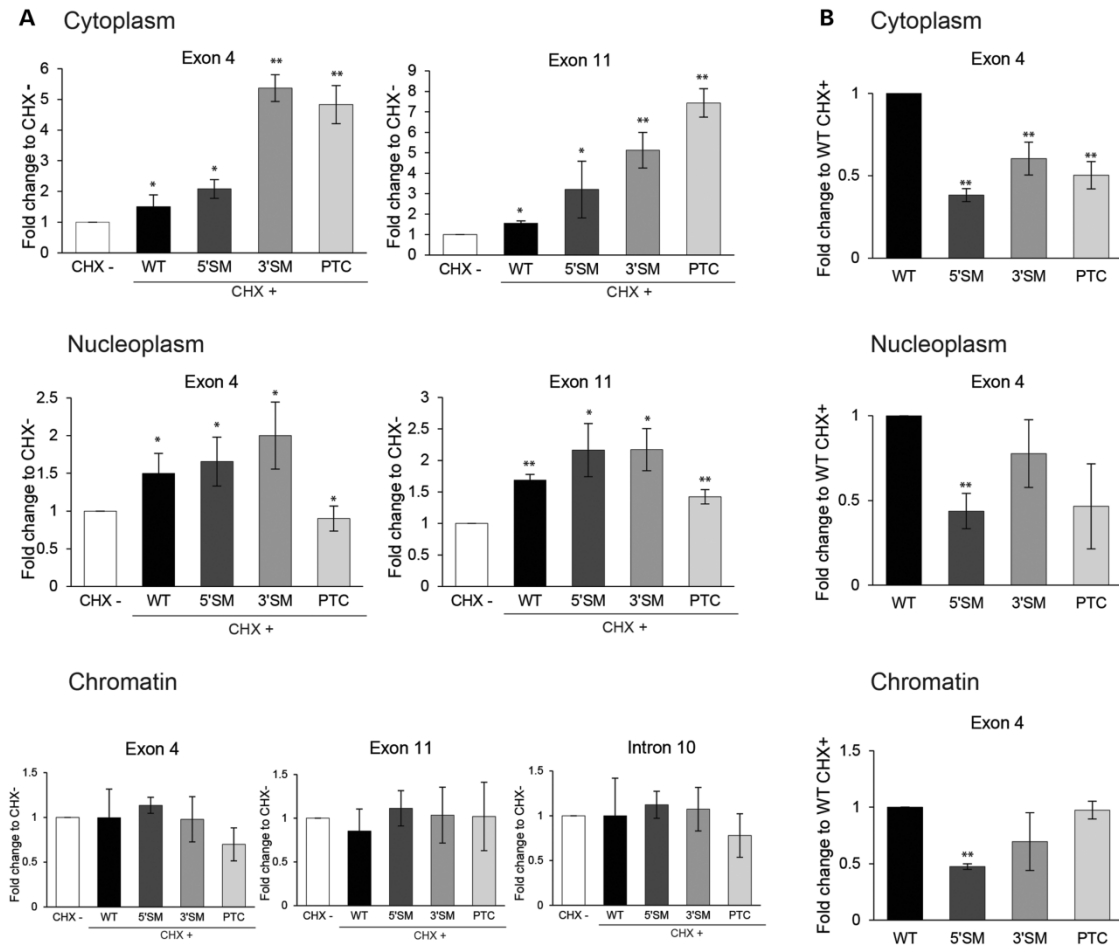 A Cytoplasm
Exon 4
Fold change to CHX -
6
5
4
3
2
1
0
*
*
**
**
CHX - WT 5'SM 3'SM PTC
CHX +
Exon 11
Fold change to CHX -
9
8
7
6
5
4
3
2
1
0
*
*
**
**
CHX - WT 5'SM 3'SM PTC
CHX +
Nucleoplasm
Exon 4
Fold change to CHX-
2.5
2
1.5
1
0.5
0
*
*
*
*
CHX - WT 5'SM 3'SM PTC
CHX +
Exon 11
Fold change to CHX-
3
2.5
2
1.5
1
0.5
0
**
*
*
**
CHX - WT 5'SM 3'SM PTC
CHX +
Chromatin
Exon 4
Fold change to CHX-
1.5
1
0.5
0
CHX - WT 5'SM 3'SM PTC
CHX +
Exon 11
Fold change to CHX-
1.5
1
0.5
0
CHX - WT 5'SM 3'SM PTC
CHX +
Intron 10
Fold change to CHX-
1.5
1
0.5
0
CHX - WT 5'SM 3'SM PTC
CHX +
B Cytoplasm
Exon 4
Fold change to WT CHX+
1
0.5
0
**
**
**
WT 5'SM 3'SM PTC
Nucleoplasm
Exon 4
Fold change to WT CHX+
1
0.5
0
**
WT 5'SM 3'SM PTC
Chromatin
Exon 4
Fold change to WT CHX+
1.5
1
0.5
0
**
WT 5'SM 3'SM PTC